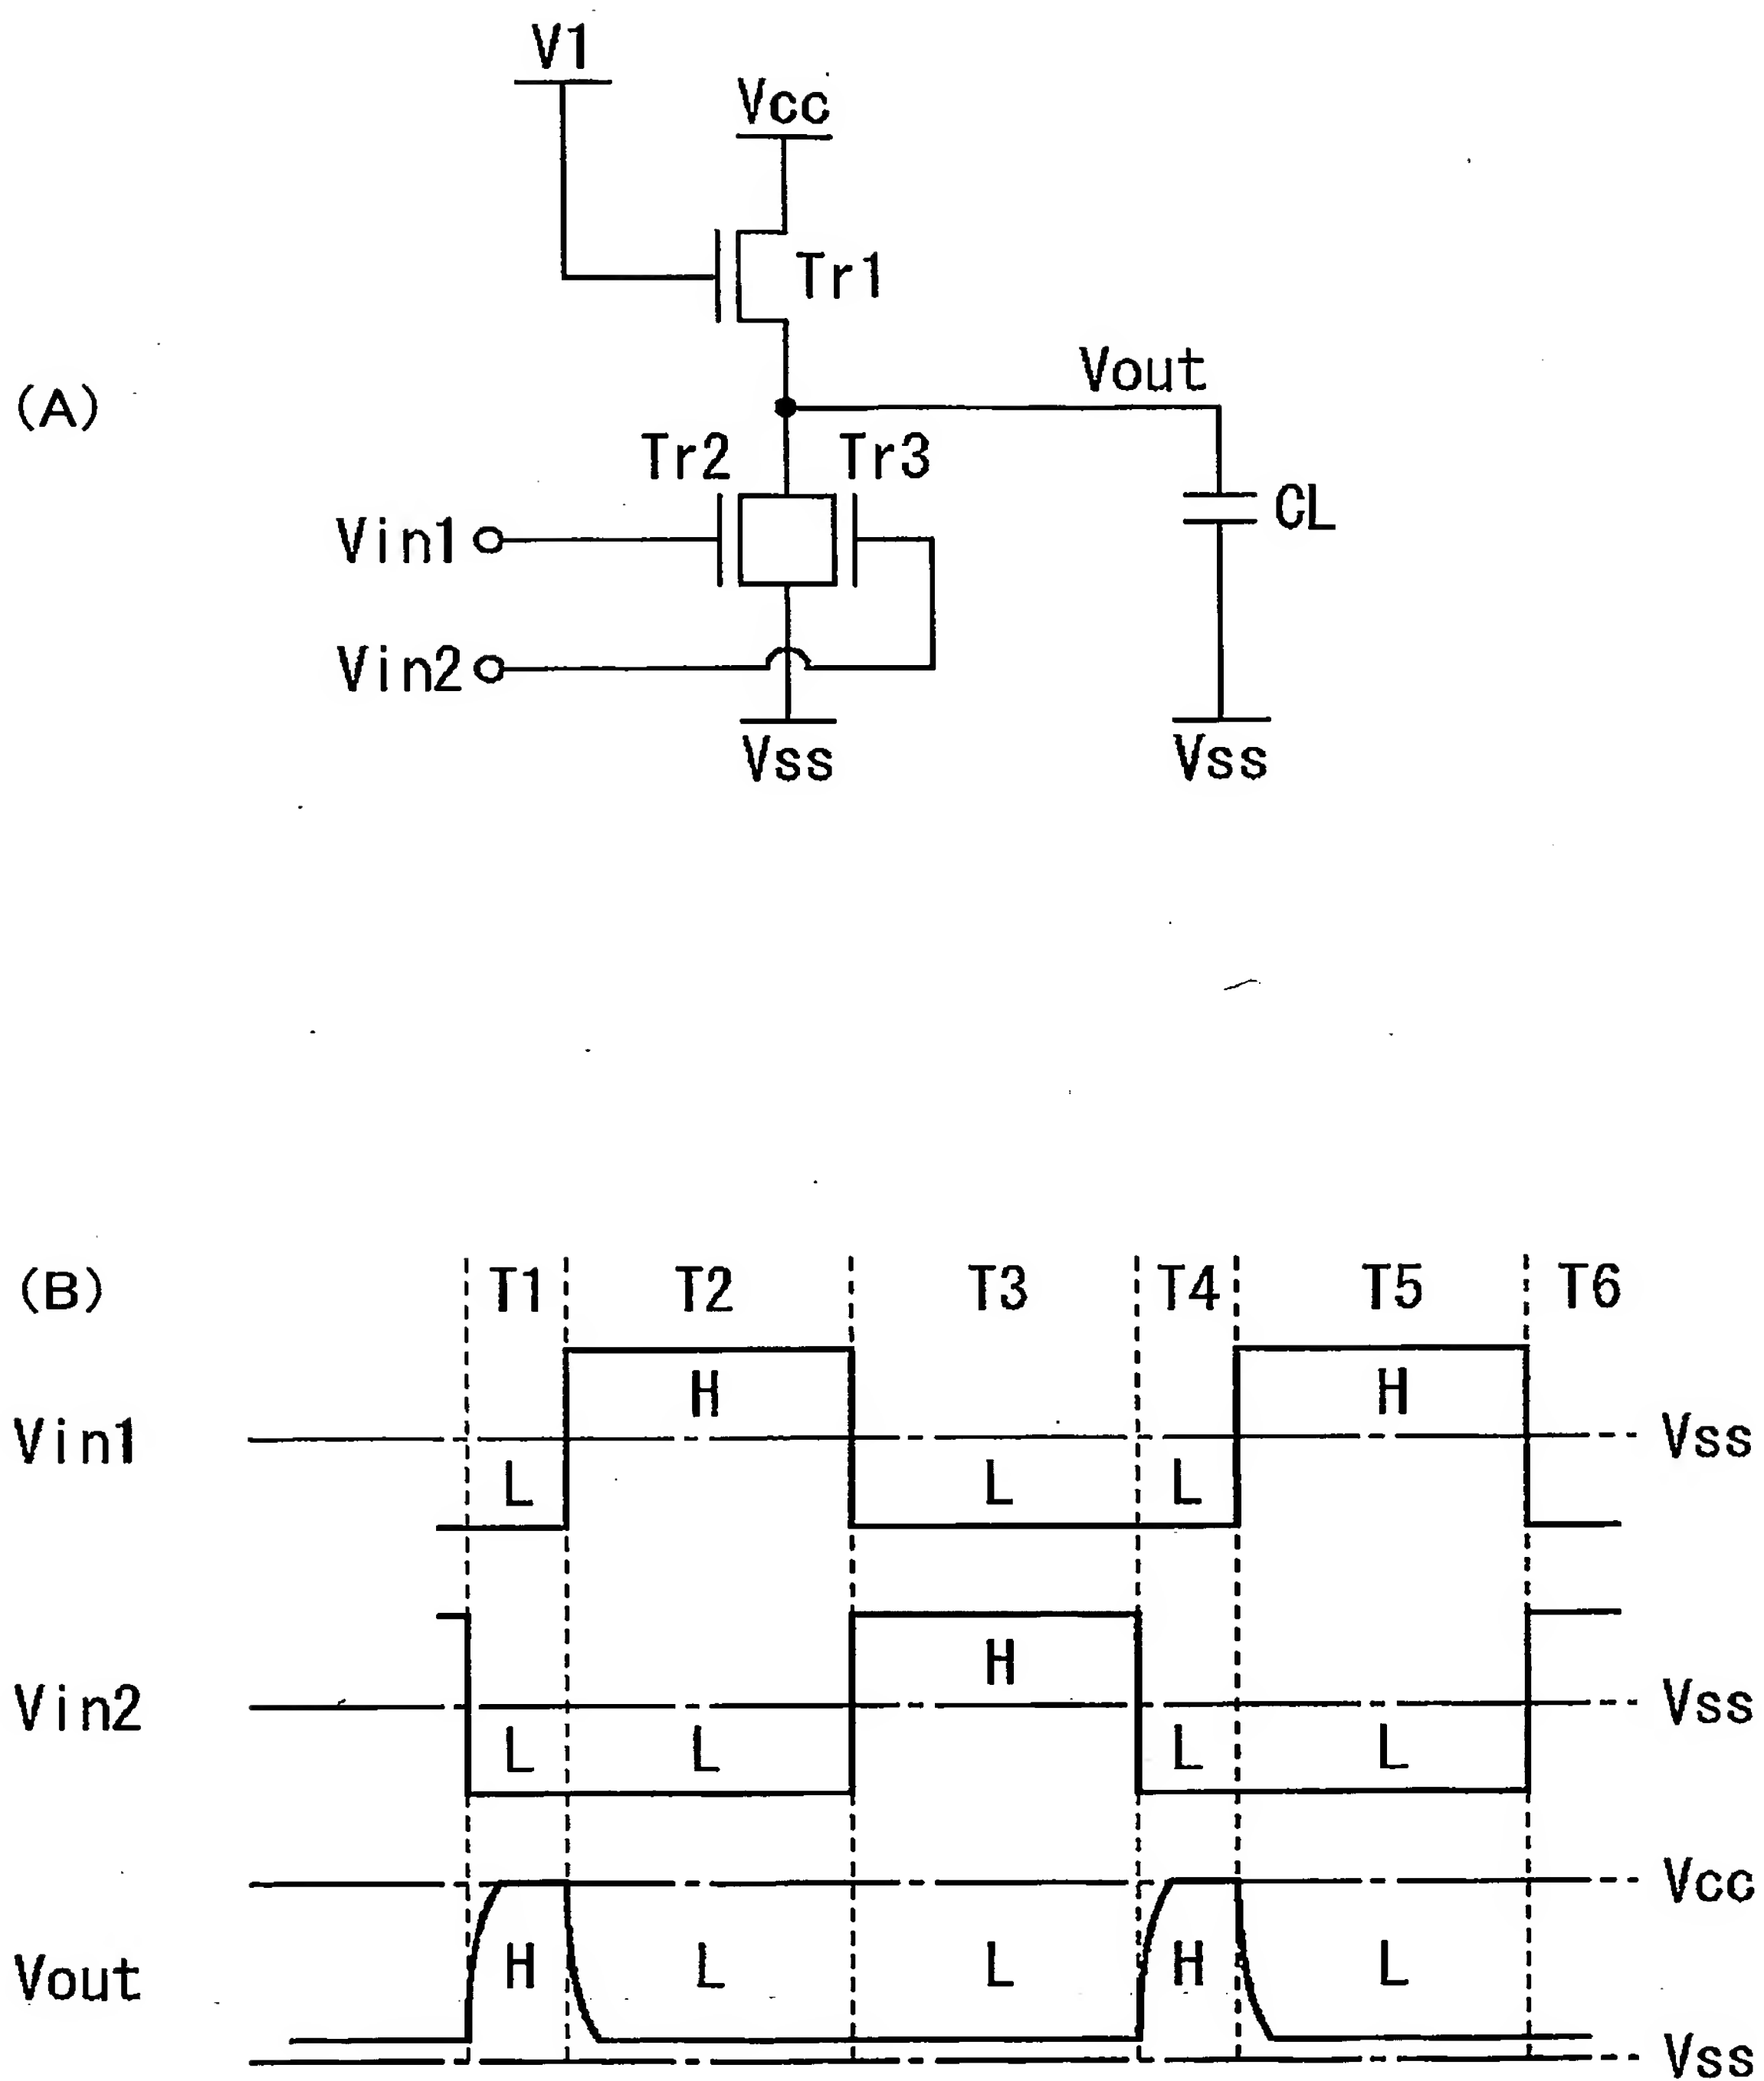 V1
Vcc
Tr1
(A)
Vout
Tr2 Tr3
Vin1
CL
Vin2
Vss Vss
(B) T1 T2 T3 T4 T5 T6
H H
Vin1 Vss
L L L
H
Vin2 Vss
L L L L
Vcc
Vout H L L H L
Vss